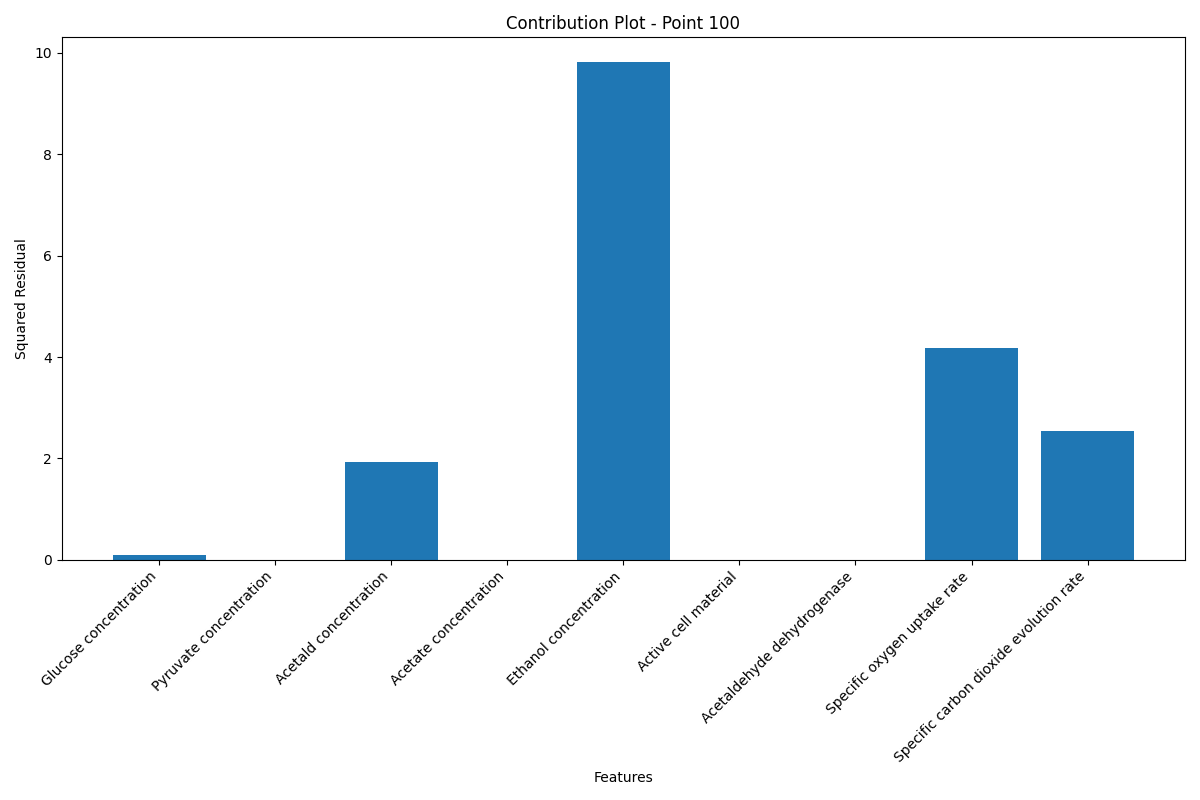 Contribution Plot - Point 100
10
8
6
4
2
0
Squared Residual
Glucose concentration
Pyruvate concentration
Acetald concentration
Acetate concentration
Ethanol concentration
Active cell material
Acetaldehyde dehydrogenase
Specific oxygen uptake rate
Specific carbon dioxide evolution rate
Features